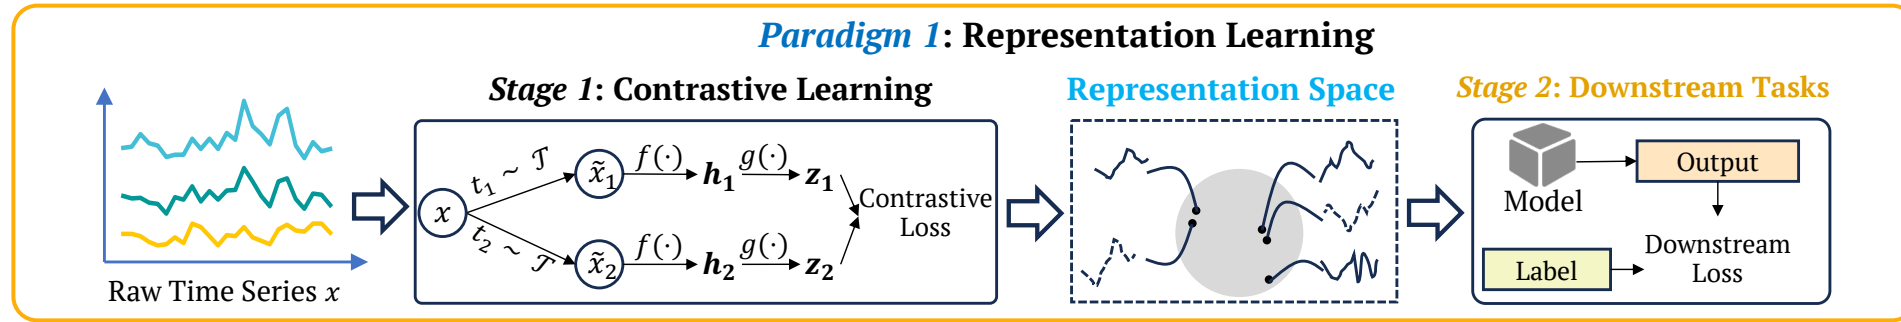 Paradigm 1: Representation Learning
Stage 1: Contrastive Learning
Representation Space
Stage 2: Downstream Tasks
Raw Time Series x
x
t₁ ~ 𝒯
x̃₁
f(·)
h₁
g(·)
z₁
t₂ ~ 𝒯
x̃₂
f(·)
h₂
g(·)
z₂
Contrastive
Loss
Model
Output
Label
Downstream
Loss